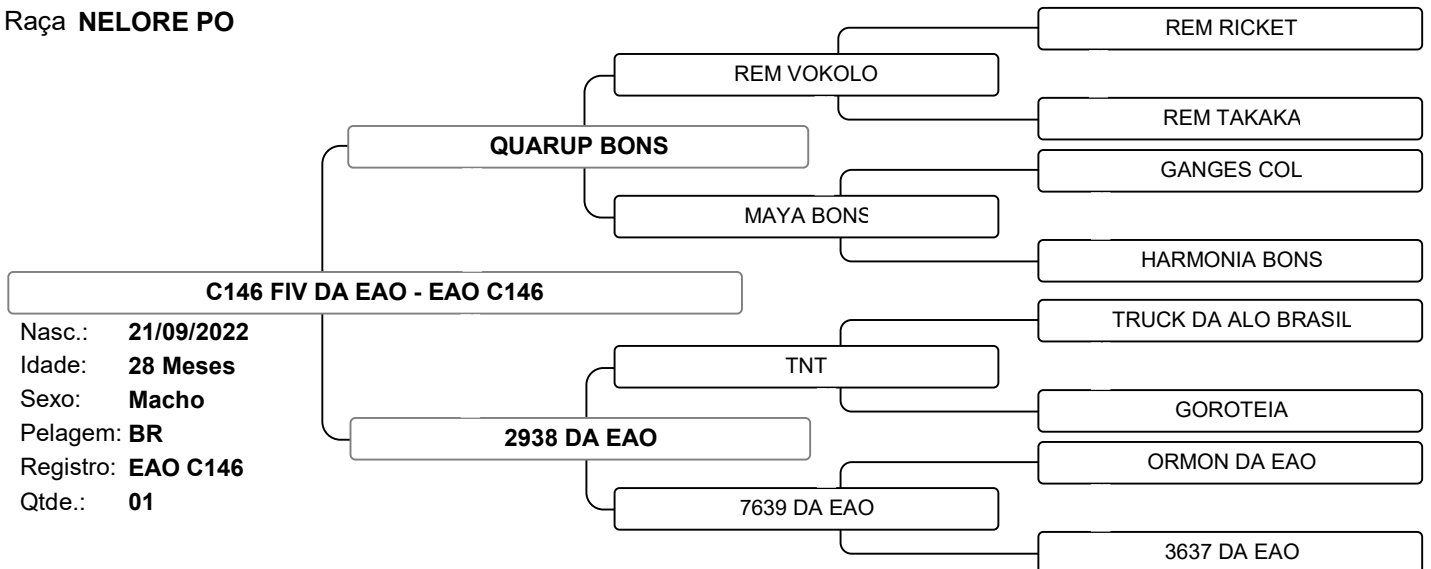 Raça NELORE PO
REM RICKET
REM VOKOLO
REM TAKAKA
QUARUP BONS
GANGES COL
MAYA BONS
HARMONIA BONS
C146 FIV DA EAO - EAO C146
Nasc.: 21/09/2022
Idade: 28 Meses
Sexo: Macho
Pelagem: BR
Registro: EAO C146
Qtde.: 01
TRUCK DA ALO BRASIL
TNT
GOROTEIA
2938 DA EAO
ORMON DA EAO
7639 DA EAO
3637 DA EAO